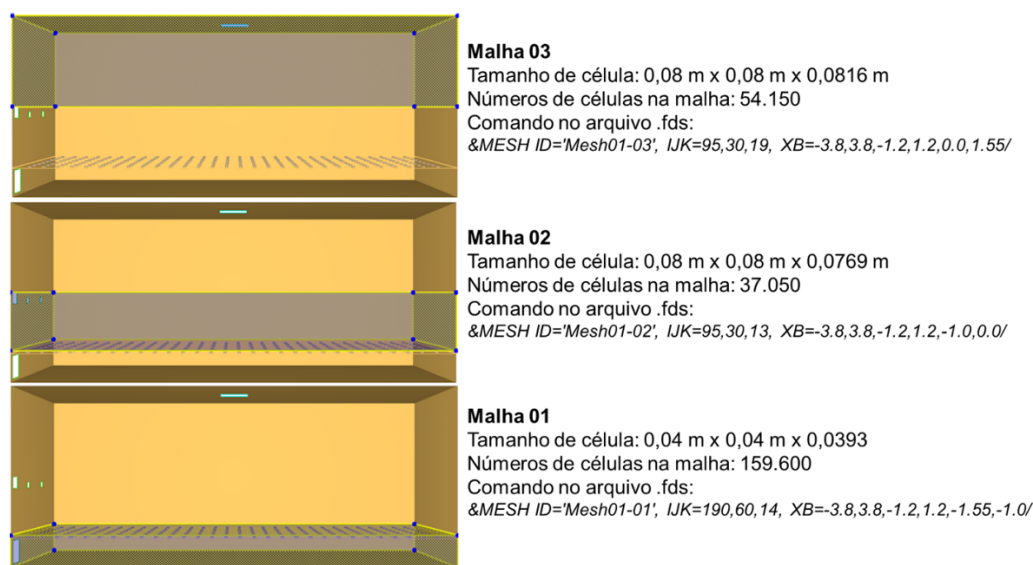 Malha 03
Tamanho de célula: 0,08 m x 0,08 m x 0,0816 m
Números de células na malha: 54.150
Comando no arquivo .fds:
&MESH ID='Mesh01-03', IJK=95,30,19, XB=-3.8,3.8,-1.2,1.2,0.0,1.55/
Malha 02
Tamanho de célula: 0,08 m x 0,08 m x 0,0769 m
Números de células na malha: 37.050
Comando no arquivo .fds:
&MESH ID='Mesh01-02', IJK=95,30,13, XB=-3.8,3.8,-1.2,1.2,-1.0,0.0/
Malha 01
Tamanho de célula: 0,04 m x 0,04 m x 0,0393
Números de células na malha: 159.600
Comando no arquivo .fds:
&MESH ID='Mesh01-01', IJK=190,60,14, XB=-3.8,3.8,-1.2,1.2,-1.55,-1.0/